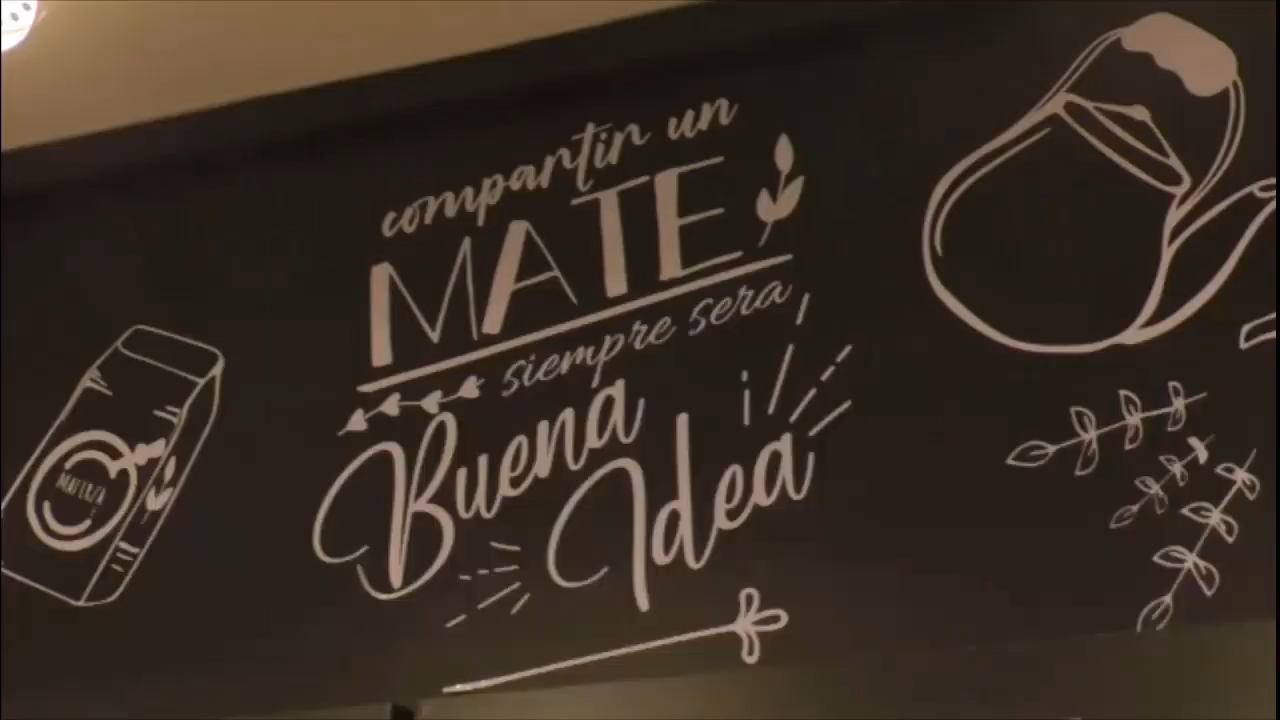 compartir un
MATE
siempre sera
Buena
Idea